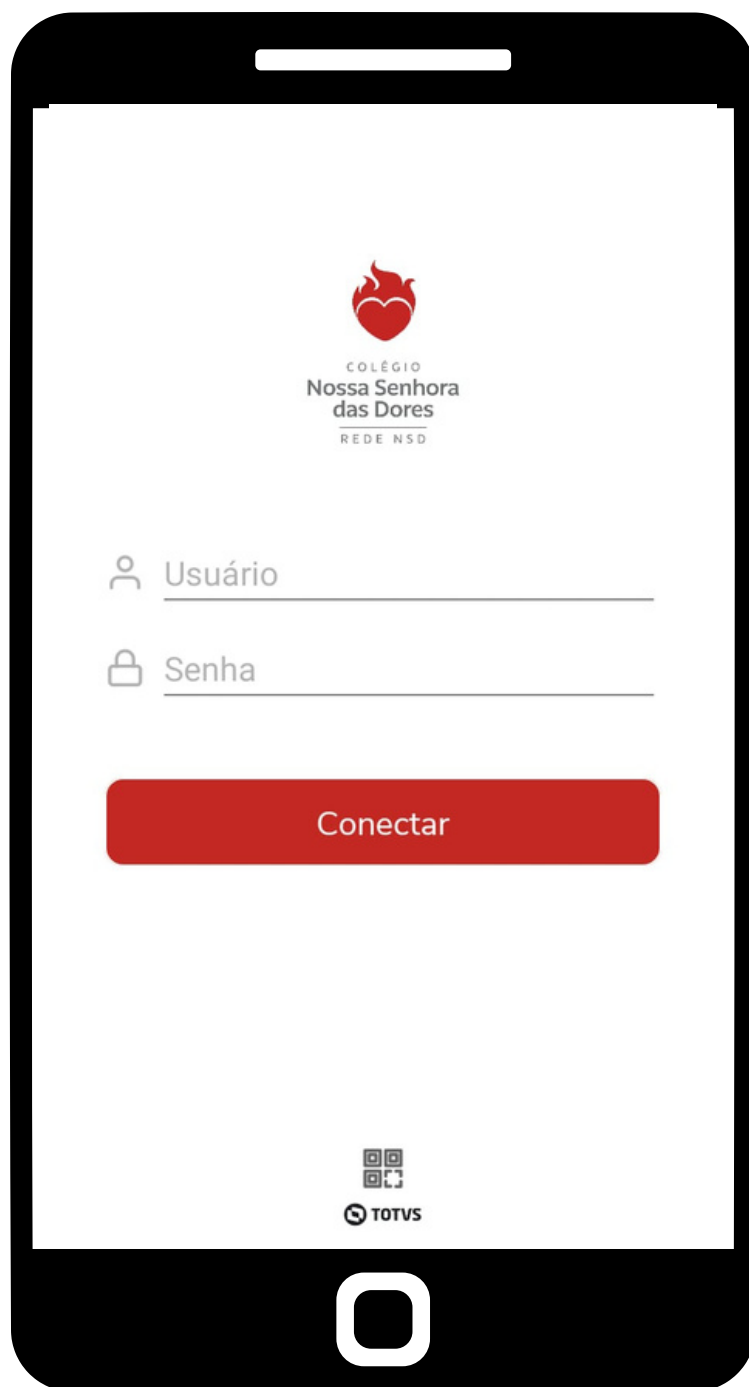 COLÉGIO
Nossa Senhora
das Dores
REDE NSD
Usuário
Senha
Conectar
TOTVS